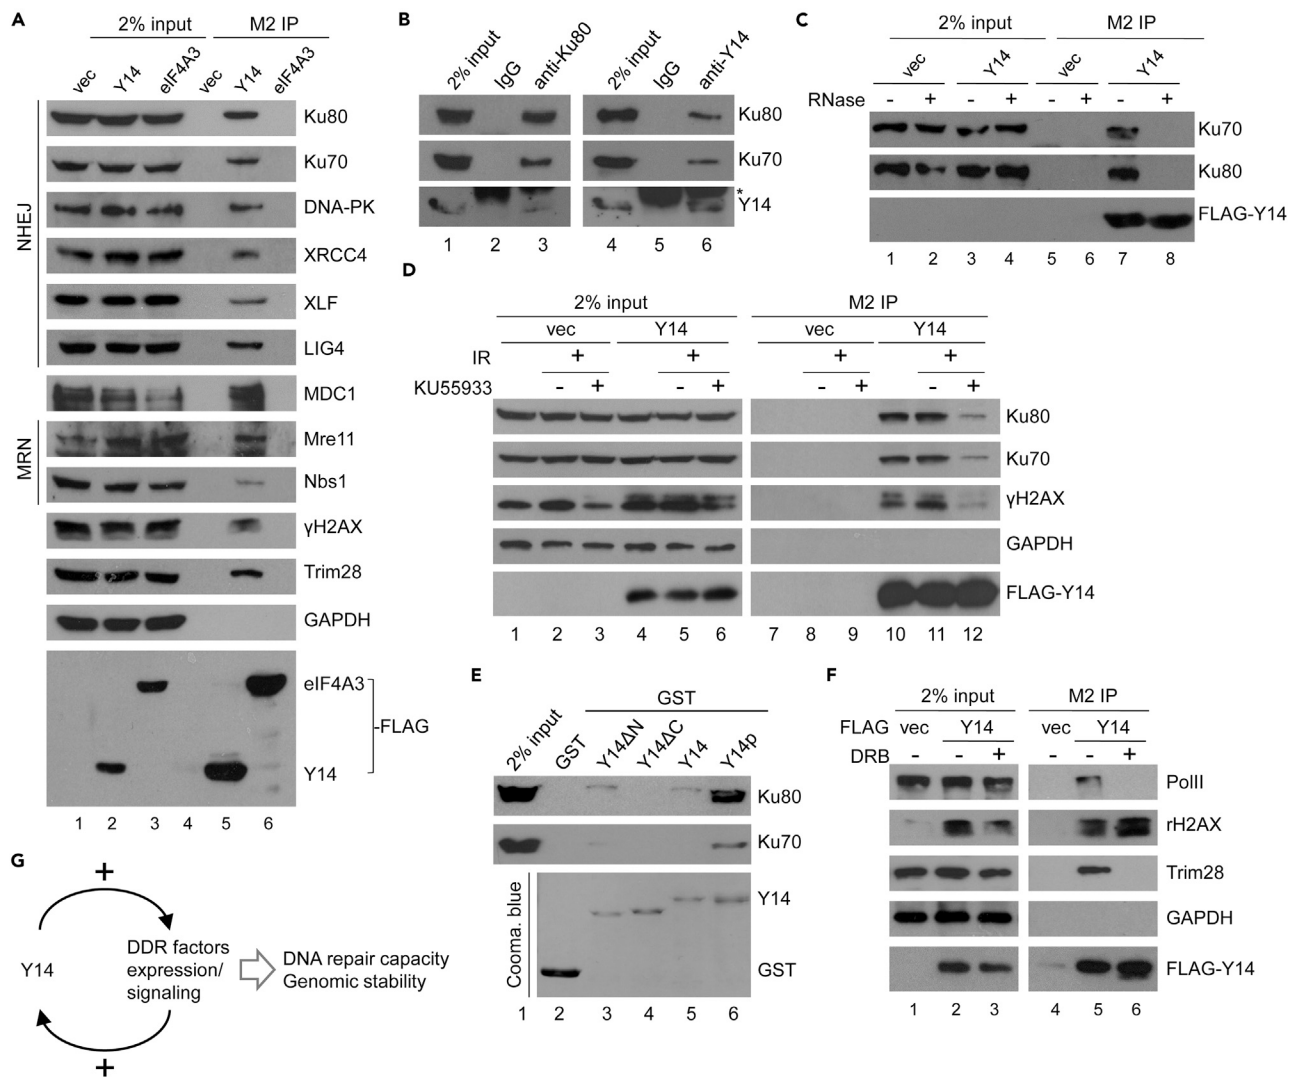 A
2% input
M2 IP
vec
Y14
eIF4A3
vec
Y14
eIF4A3
NHEJ
Ku80
Ku70
DNA-PK
XRCC4
XLF
LIG4
MDC1
MRN
Mre11
Nbs1
γH2AX
Trim28
GAPDH
eIF4A3
FLAG
Y14
1 2 3 4 5 6
B
2% input
IgG
anti-Ku80
2% input
IgG
anti-Y14
Ku80
Ku70
*
Y14
1 2 3 4 5 6
C
2% input
M2 IP
vec
Y14
vec
Y14
RNase - + - + - + - +
Ku70
Ku80
FLAG-Y14
1 2 3 4 5 6 7 8
D
2% input
M2 IP
vec Y14 vec Y14
IR + + + +
KU55933 - + - + - + - +
Ku80
Ku70
γH2AX
GAPDH
FLAG-Y14
1 2 3 4 5 6 7 8 9 10 11 12
E
GST
2% input
GST
Y14ΔN
Y14ΔC
Y14
Y14p
Ku80
Ku70
Cooma. blue
Y14
GST
1 2 3 4 5 6
F
2% input
M2 IP
FLAG vec Y14 vec Y14
DRB - - + - - +
PolII
rH2AX
Trim28
GAPDH
FLAG-Y14
1 2 3 4 5 6
G
+
Y14
DDR factors
expression/
signaling
DNA repair capacity
Genomic stability
+